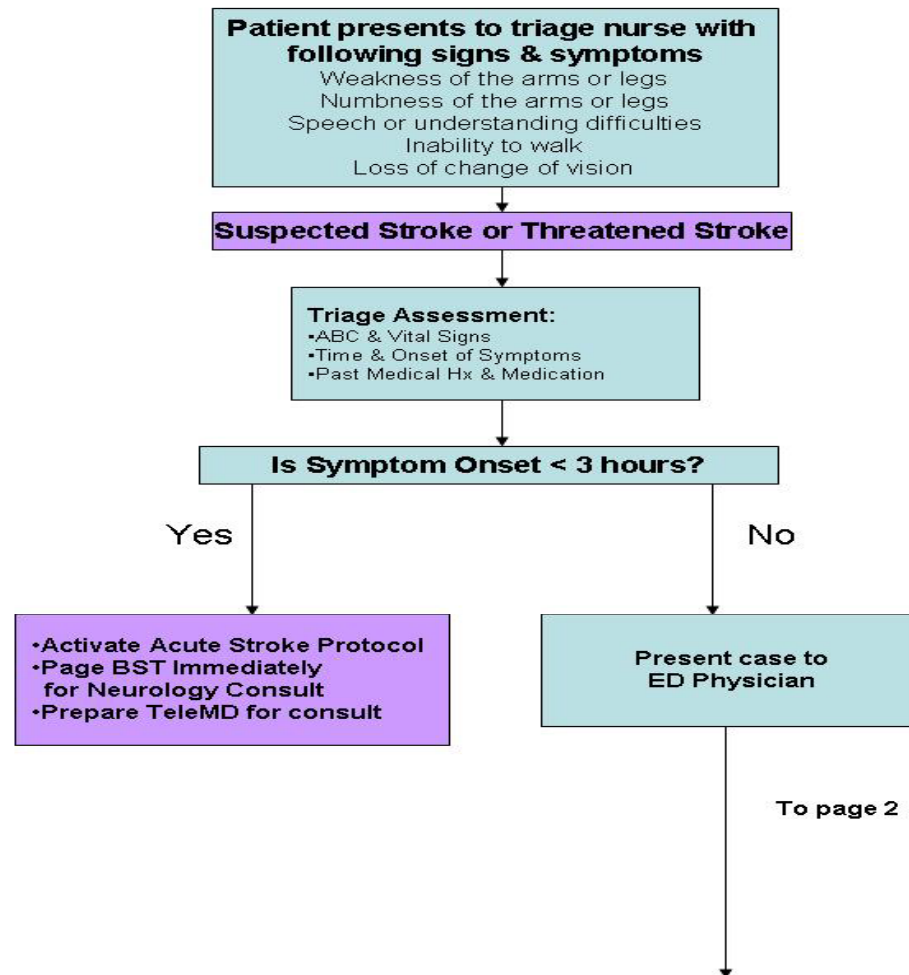 Patient presents to triage nurse with
following signs & symptoms
Weakness of the arms or legs
Numbness of the arms or legs
Speech or understanding difficulties
Inability to walk
Loss of change of vision
Suspected Stroke or Threatened Stroke
Triage Assessment:
•ABC & Vital Signs
•Time & Onset of Symptoms
•Past Medical Hx & Medication
Is Symptom Onset < 3 hours?
Yes
No
•Activate Acute Stroke Protocol
•Page BST Immediately
for Neurology Consult
•Prepare TeleMD for consult
Present case to
ED Physician
To page 2